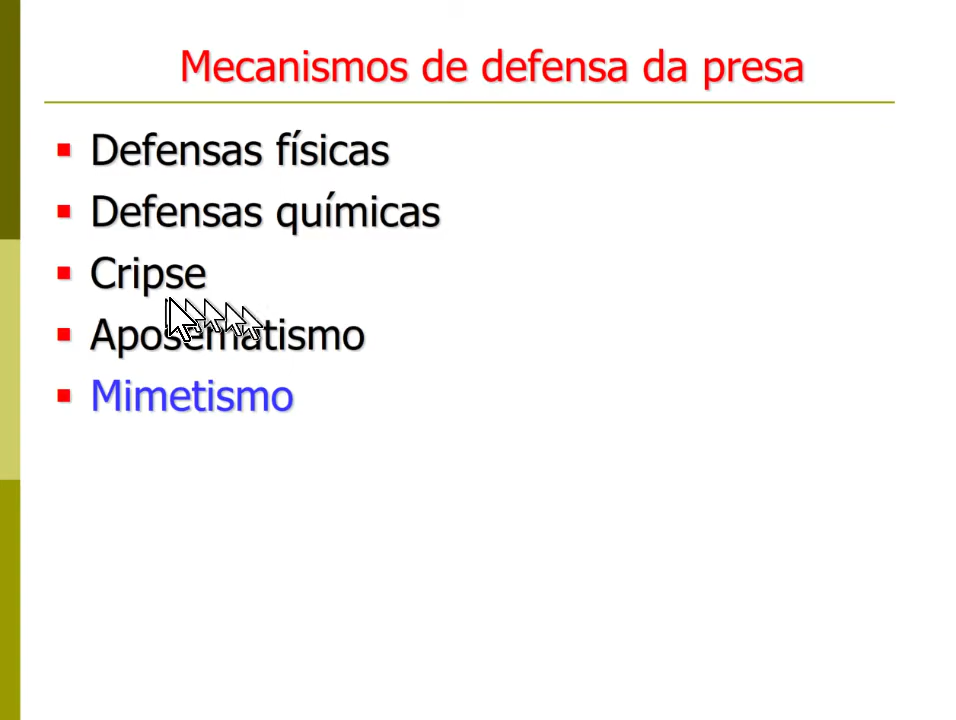 Mecanismos de defensa da presa
Defensas físicas
Defensas químicas
Cripse
Aposematismo
Mimetismo